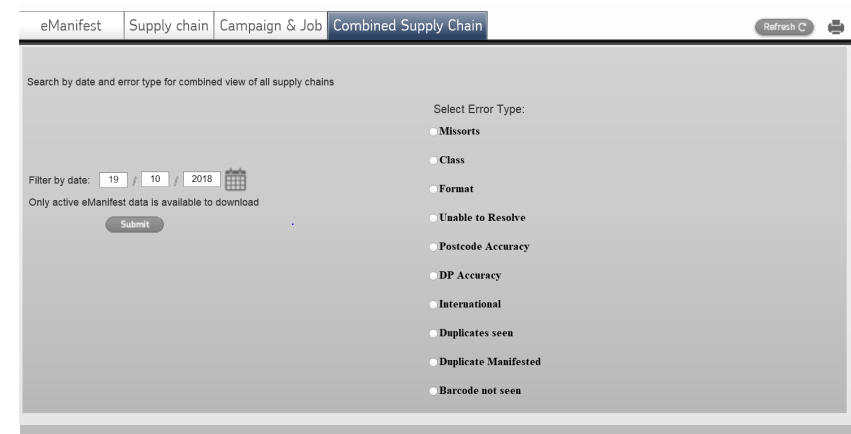 eManifest Supply chain Campaign & Job Combined Supply Chain Refresh
Search by date and error type for combined view of all supply chains
Select Error Type:
Missorts
Class
Filter by date: 19 / 10 / 2018
Format
Only active eManifest data is available to download
Unable to Resolve
Submit
Postcode Accuracy
DP Accuracy
International
Duplicates seen
Duplicate Manifested
Barcode not seen